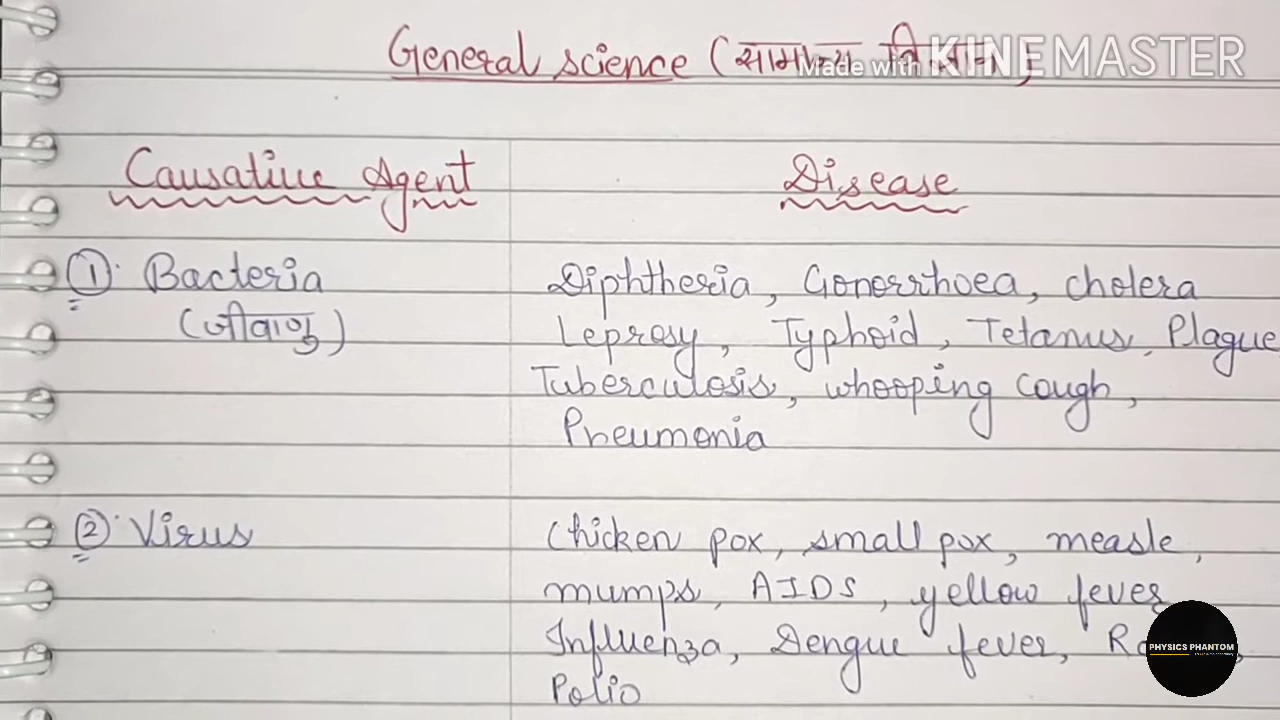 General science (सामान्य विज्ञान)
Made with KINEMASTER
Causative Agent
Disease
① Bacteria
(जीवाणु)
Diphtheria, Gonorrhoea, cholera
Leprosy, Typhoid, Tetanus, Plague
Tuberculosis, whooping cough,
Pneumonia
② Virus
Chicken pox, small pox, measle,
mumps, AIDS, yellow fever
Influenza, Dengue fever,
Polio
PHYSICS PHANTOM